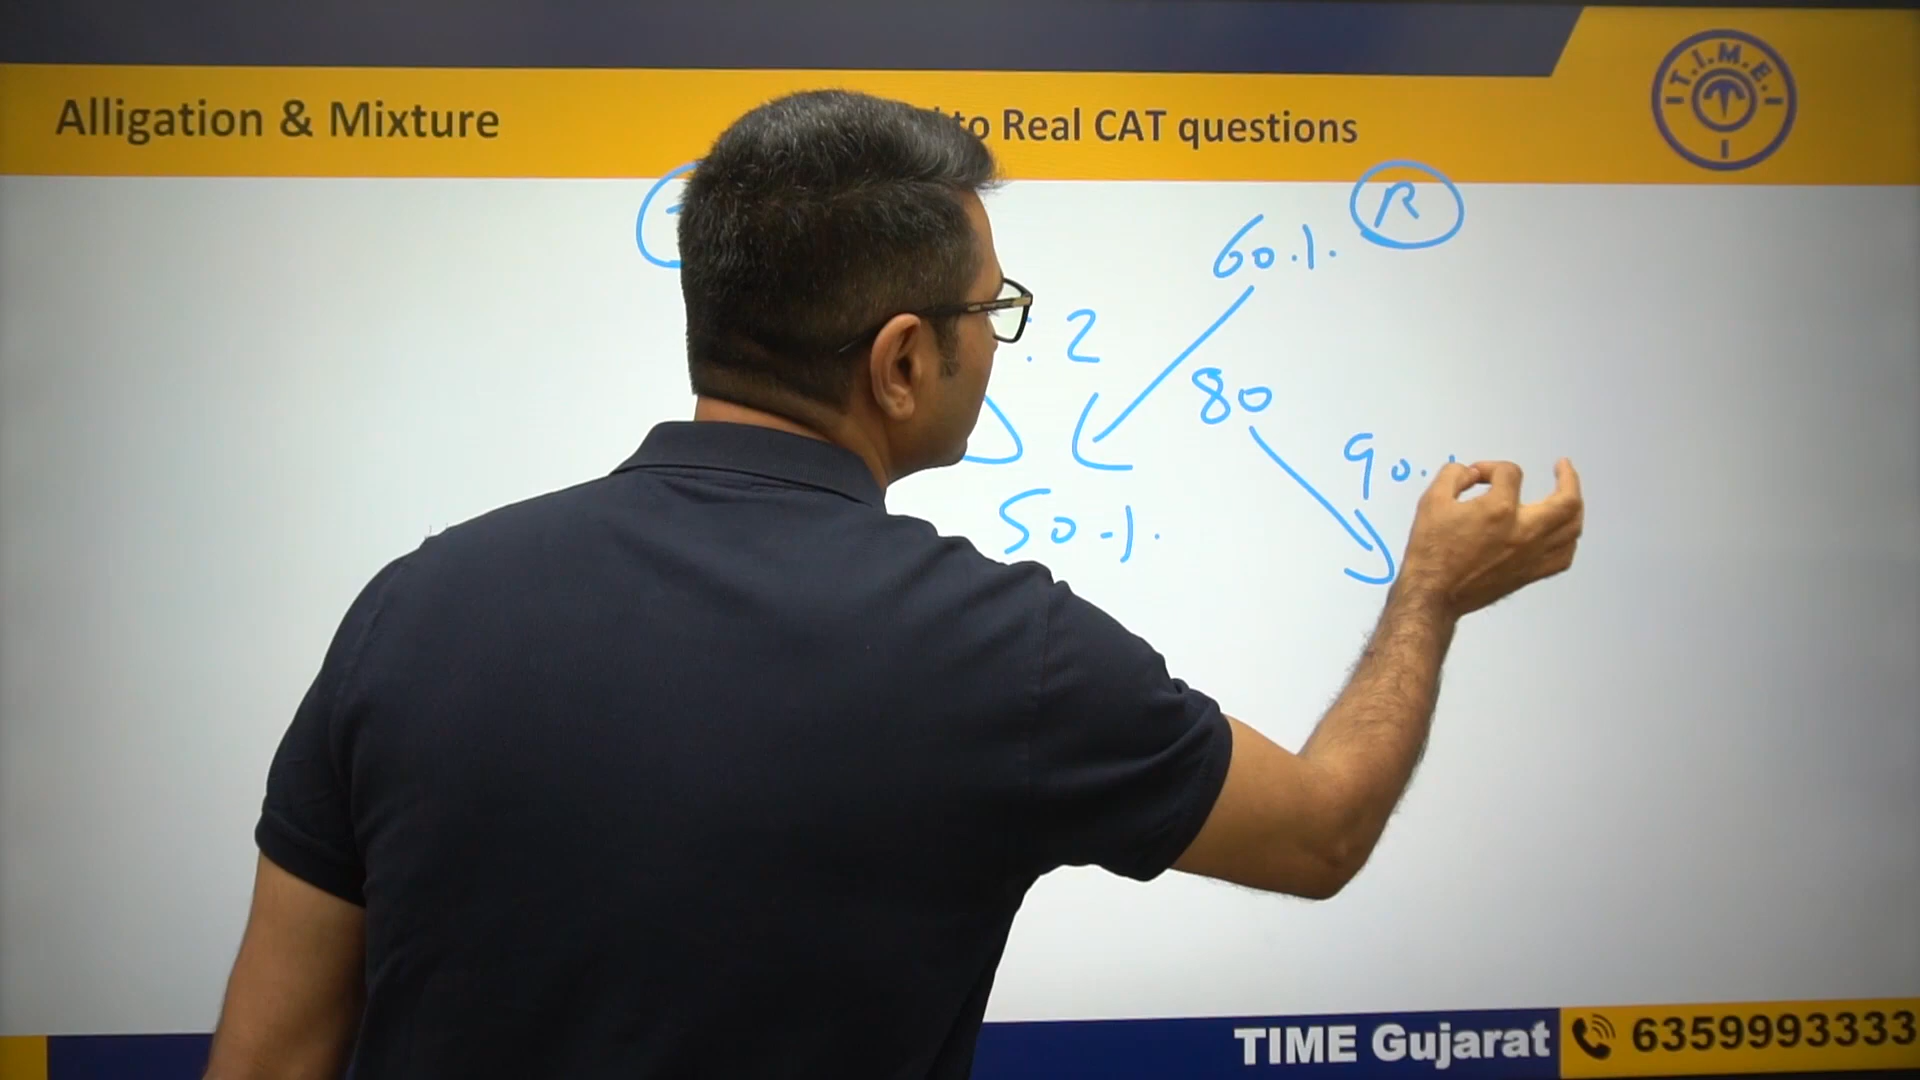 Alligation & Mixture
to Real CAT questions
T.I.M.E.
R
60.1.
: 2
80
90.
50.1.
TIME Gujarat
6359993333